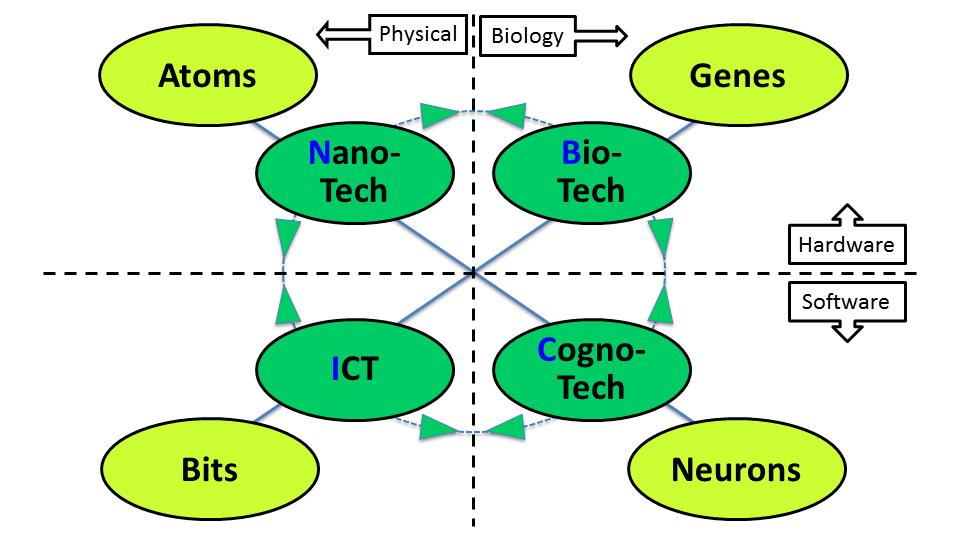 Physical
Biology
Atoms
Genes
Nano-
Tech
Bio-
Tech
Hardware
Software
ICT
Cogno-
Tech
Bits
Neurons